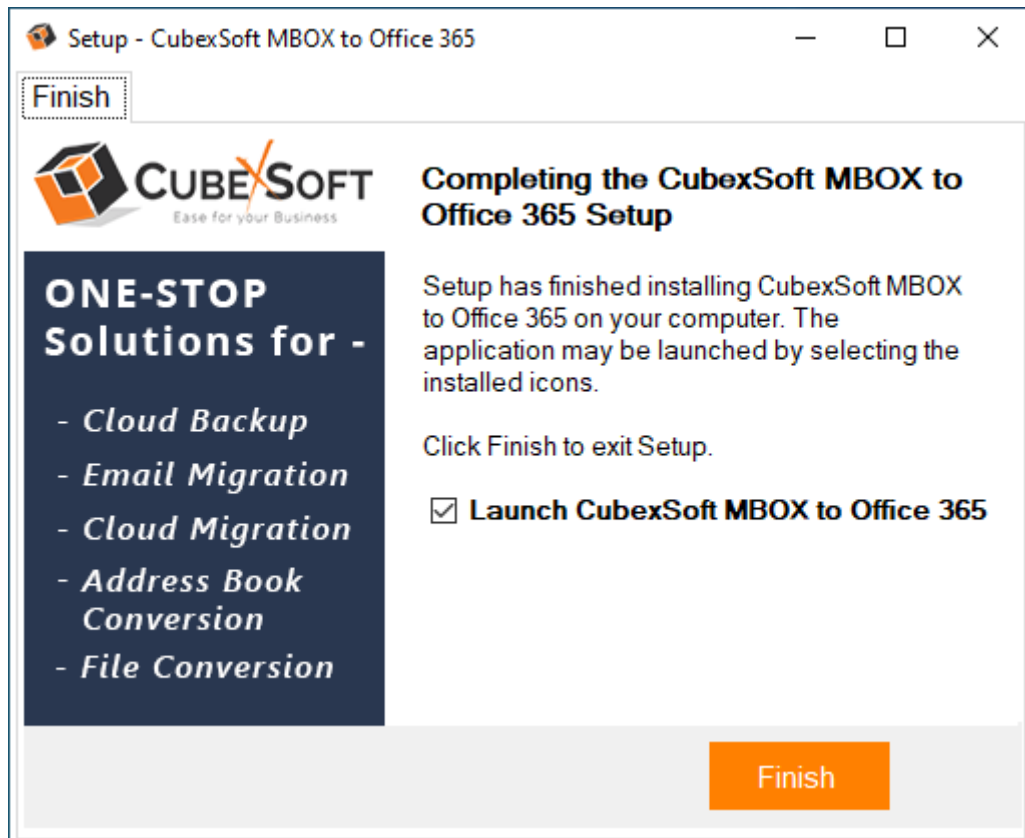 Setup - CubexSoft MBOX to Office 365
Finish
CUBEXSOFT
Ease for your Business
Completing the CubexSoft MBOX to
Office 365 Setup
ONE-STOP
Solutions for -
- Cloud Backup
- Email Migration
- Cloud Migration
- Address Book
Conversion
- File Conversion
Setup has finished installing CubexSoft MBOX
to Office 365 on your computer. The
application may be launched by selecting the
installed icons.
Click Finish to exit Setup.
Launch CubexSoft MBOX to Office 365
Finish